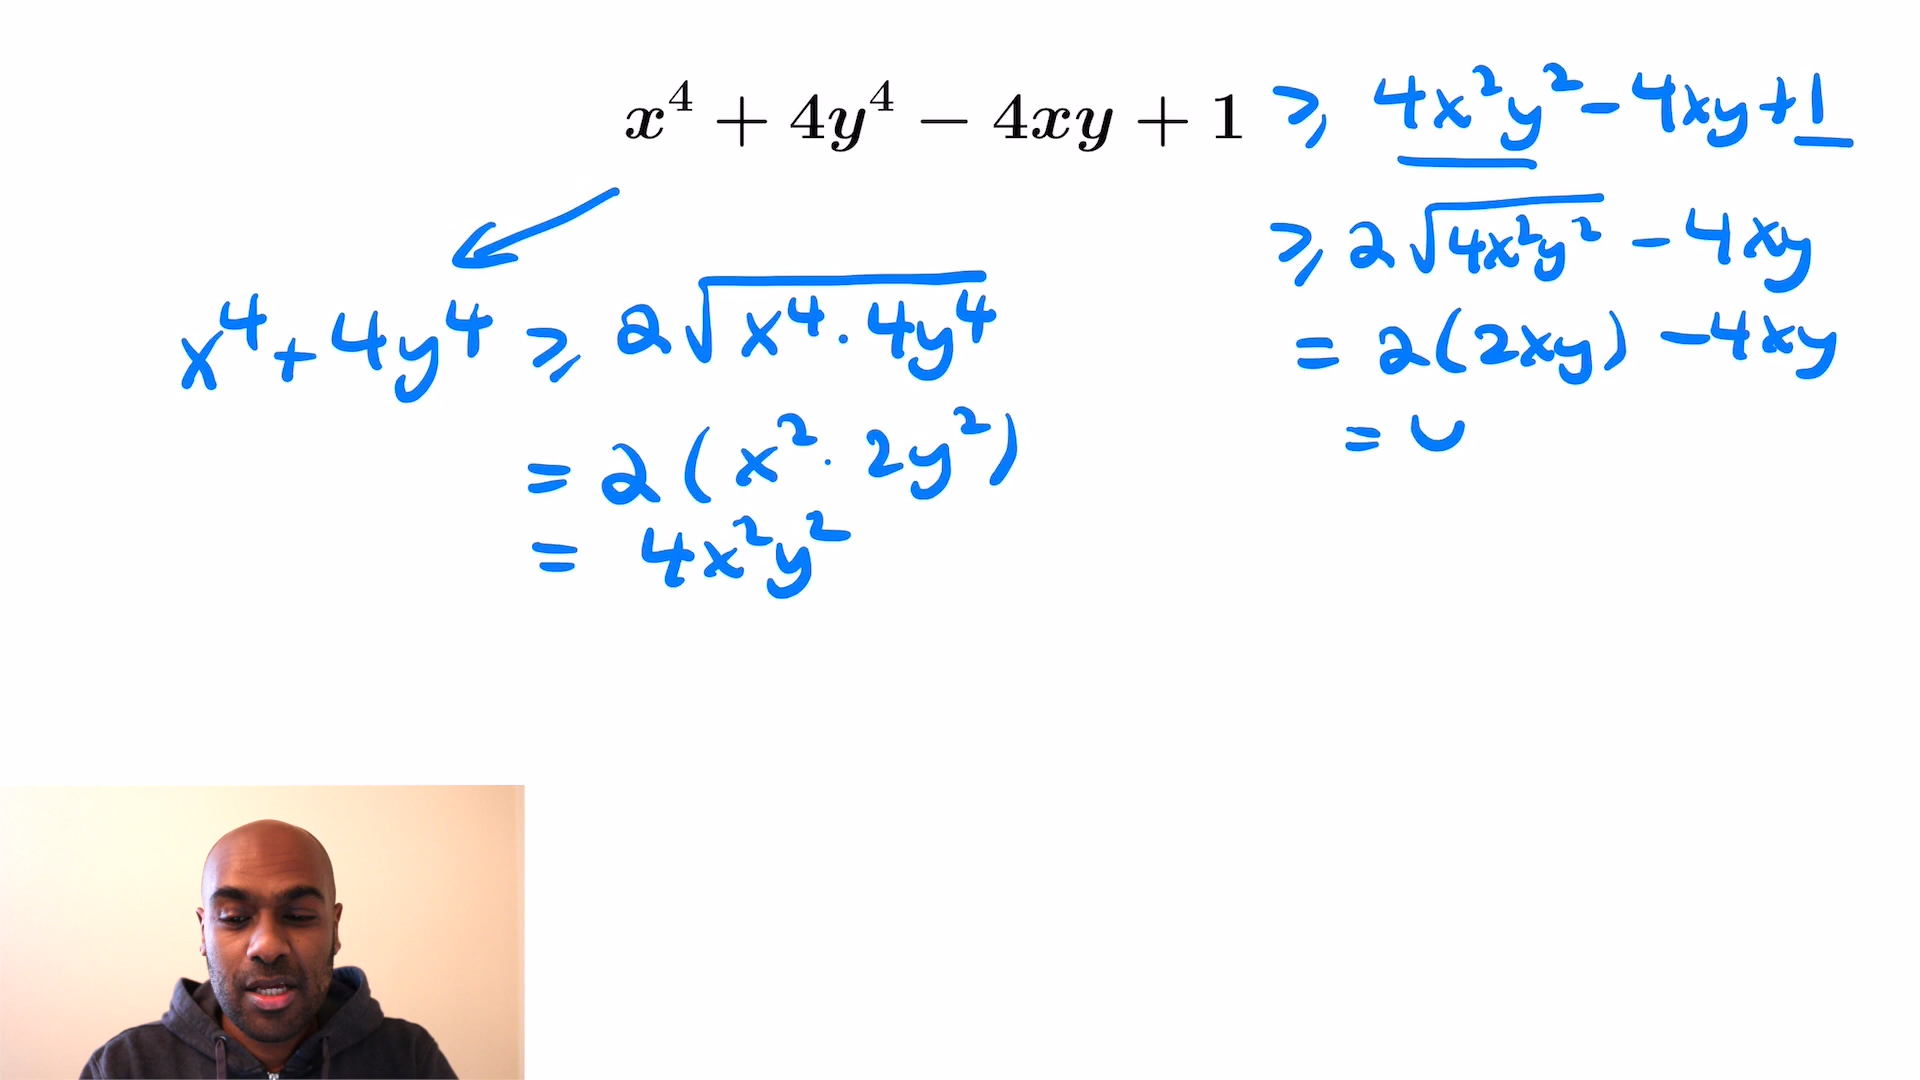 x⁴ + 4y⁴ − 4xy + 1 ⩾ 4x²y² − 4xy + 1
⩾ 2√(4x²y²) − 4xy
= 2(2xy) − 4xy
=
x⁴ + 4y⁴ ⩾ 2√(x⁴ · 4y⁴)
= 2(x² · 2y²)
= 4x²y²